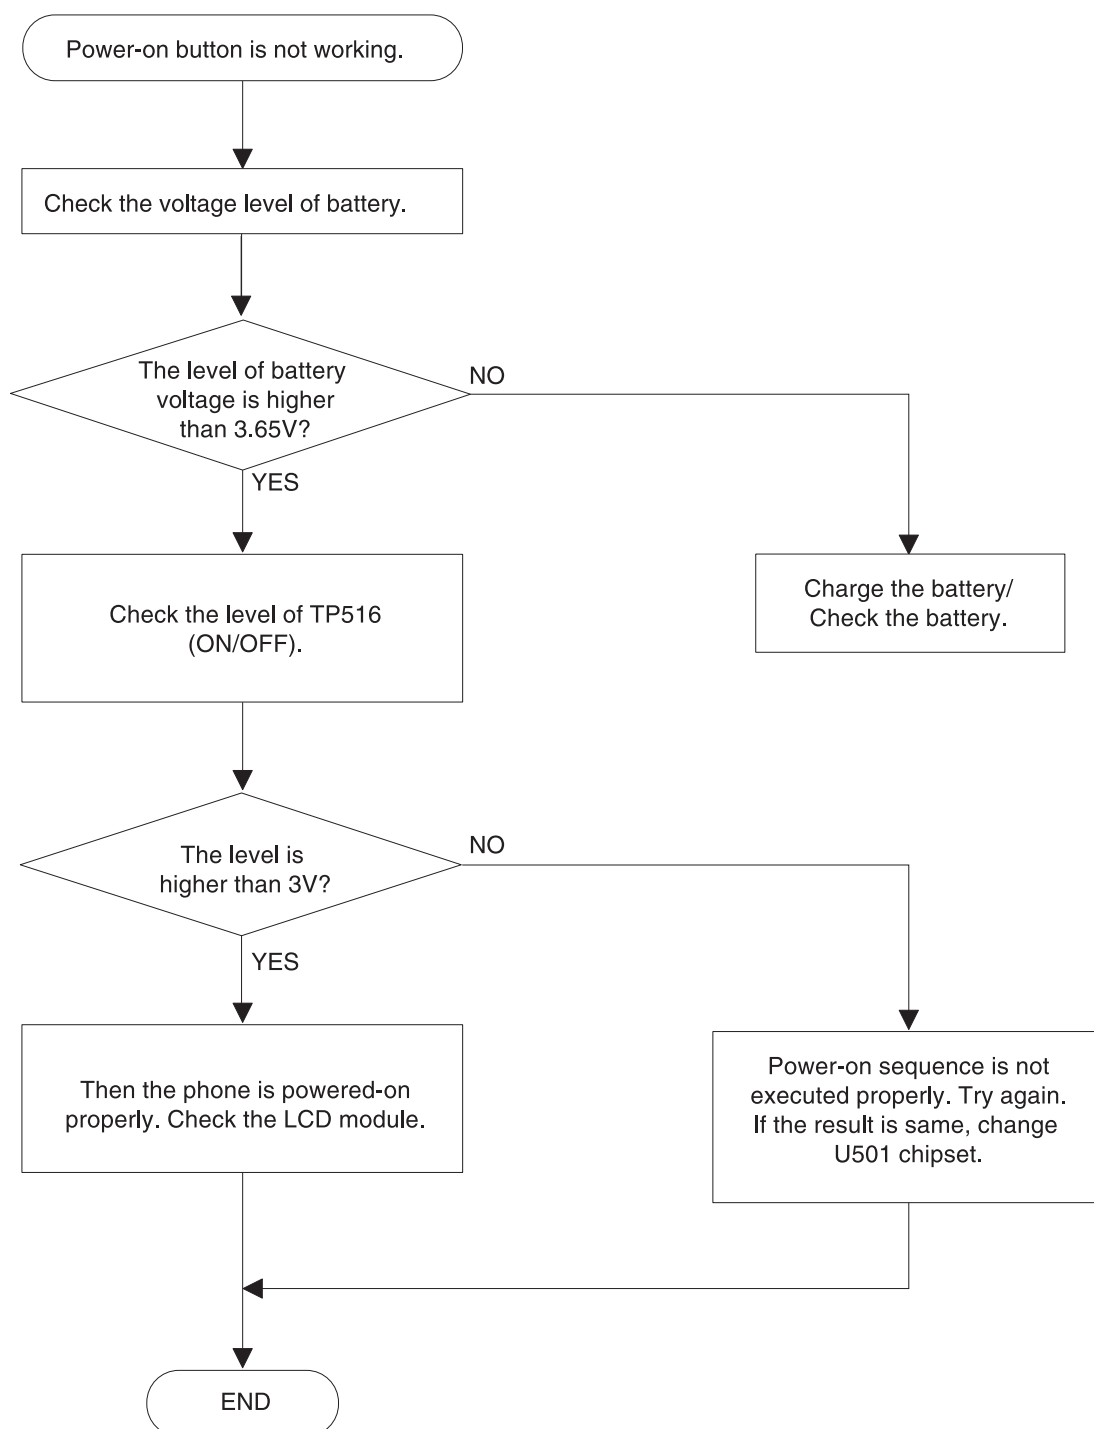 Power-on button is not working.
Check the voltage level of battery.
The level of battery
voltage is higher
than 3.65V?
NO
YES
Check the level of TP516
(ON/OFF).
Charge the battery/
Check the battery.
The level is
higher than 3V?
NO
YES
Then the phone is powered-on
properly. Check the LCD module.
Power-on sequence is not
executed properly. Try again.
If the result is same, change
U501 chipset.
END